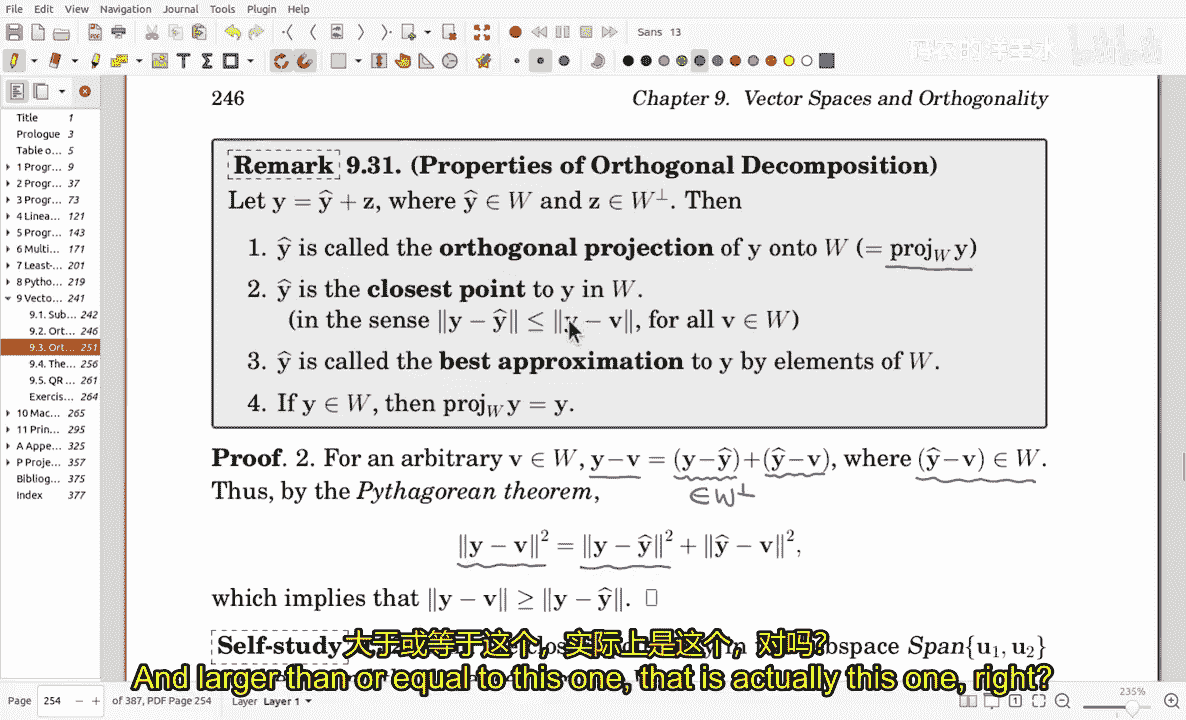 File Edit View Navigation Journal Tools Plugin Help
Sans 13
246 Chapter 9. Vector Spaces and Orthogonality
Title 1
Prologue 3
Table o... 5
1 Progr... 9
2 Progr... 37
3 Progr... 73
4 Linea... 121
5 Progr... 143
6 Multi... 171
7 Least-... 201
8 Pytho... 219
9 Vecto... 241
9.1. Sub... 242
9.2. Ort... 246
9.3. Ort... 251
9.4. The... 256
9.5. QR ... 261
Exercis... 264
10 Mac... 265
11 Prin... 295
A Appe... 325
P Proje... 357
Bibliog... 375
Index 377
Remark 9.31. (Properties of Orthogonal Decomposition)
Let y = ŷ + z, where ŷ ∈ W and z ∈ W⊥. Then
1. ŷ is called the orthogonal projection of y onto W (= proj_W y)
2. ŷ is the closest point to y in W.
(in the sense ‖y − ŷ‖ ≤ ‖y − v‖, for all v ∈ W)
3. ŷ is called the best approximation to y by elements of W.
4. If y ∈ W, then proj_W y = y.
Proof. 2. For an arbitrary v ∈ W, y−v = (y−ŷ)+(ŷ−v), where (ŷ−v) ∈ W.
∈W⊥
Thus, by the Pythagorean theorem,
‖y − v‖² = ‖y − ŷ‖² + ‖ŷ − v‖²,
which implies that ‖y − v‖ ≥ ‖y − ŷ‖. □
Self-study
subspace Span{u₁, u₂}
大于或等于这个，实际上是这个，对吗？
And larger than or equal to this one, that is actually this one, right?
Page 254 of 387, PDF Page 254 Layer Layer 1
235%